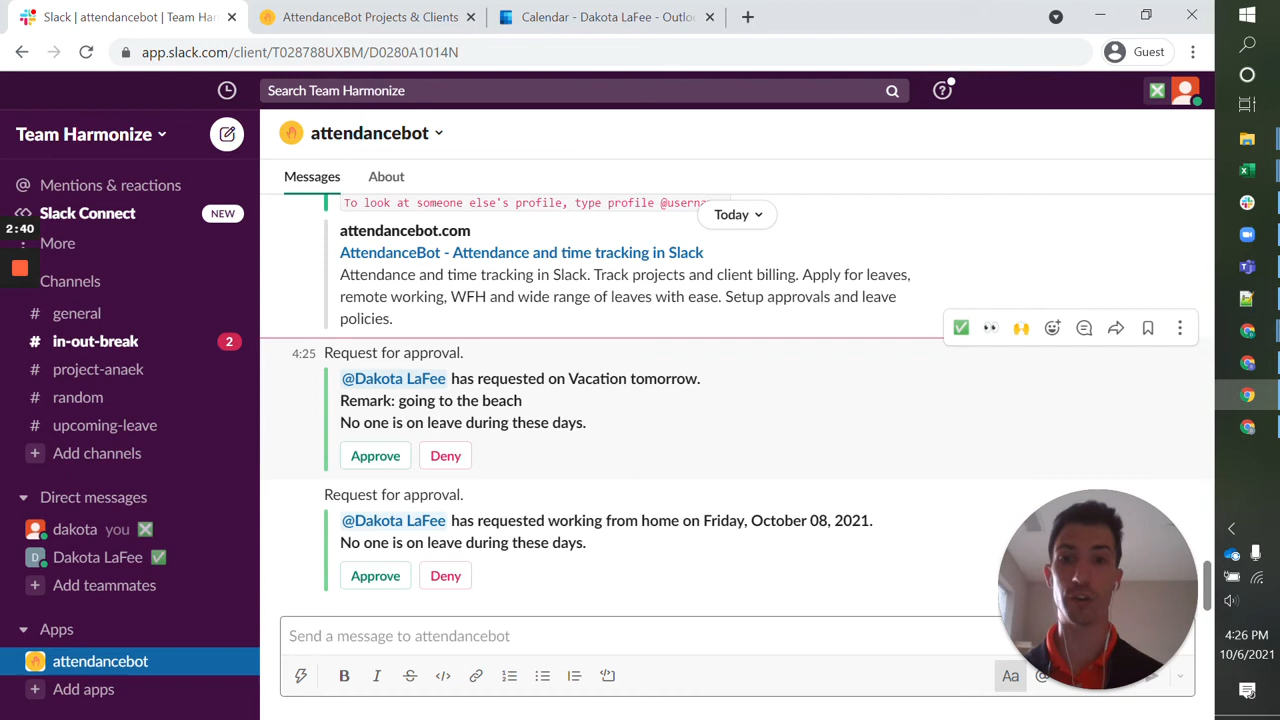 Slack | attendancebot | Team Har
AttendanceBot Projects & Clients
Calendar - Dakota LaFee - Outlo
app.slack.com/client/T028788UXBM/D0280A1014N
Guest
Search Team Harmonize
Team Harmonize
attendancebot
Messages
About
Mentions & reactions
Slack Connect
NEW
2:40
More
Channels
# general
# in-out-break
2
# project-anaek
# random
# upcoming-leave
+ Add channels
Direct messages
dakota you
D Dakota LaFee
+ Add teammates
Apps
attendancebot
+ Add apps
To look at someone else's profile, type profile @userna
Today
attendancebot.com
AttendanceBot - Attendance and time tracking in Slack
Attendance and time tracking in Slack. Track projects and client billing. Apply for leaves,
remote working, WFH and wide range of leaves with ease. Setup approvals and leave
policies.
4:25 Request for approval.
@Dakota LaFee has requested on Vacation tomorrow.
Remark: going to the beach
No one is on leave during these days.
Approve
Deny
Request for approval.
@Dakota LaFee has requested working from home on Friday, October 08, 2021.
No one is on leave during these days.
Approve
Deny
Send a message to attendancebot
B I S
Aa
4:26 PM
10/6/2021